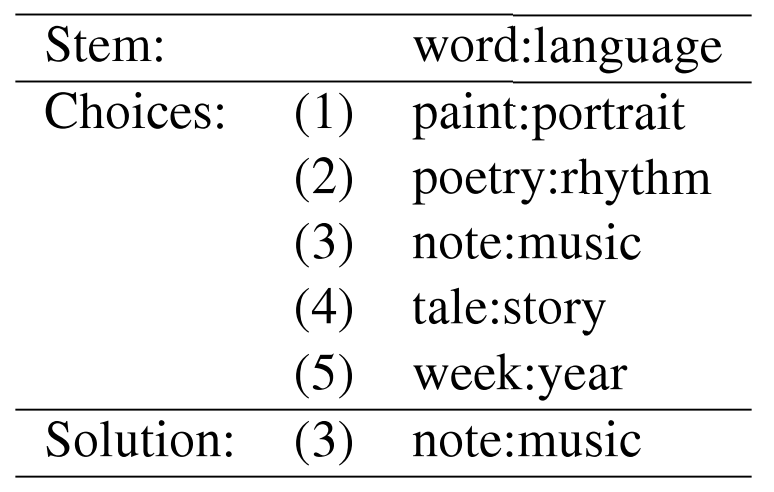 Stem: word:language
Choices: (1) paint:portrait
(2) poetry:rhythm
(3) note:music
(4) tale:story
(5) week:year
Solution: (3) note:music